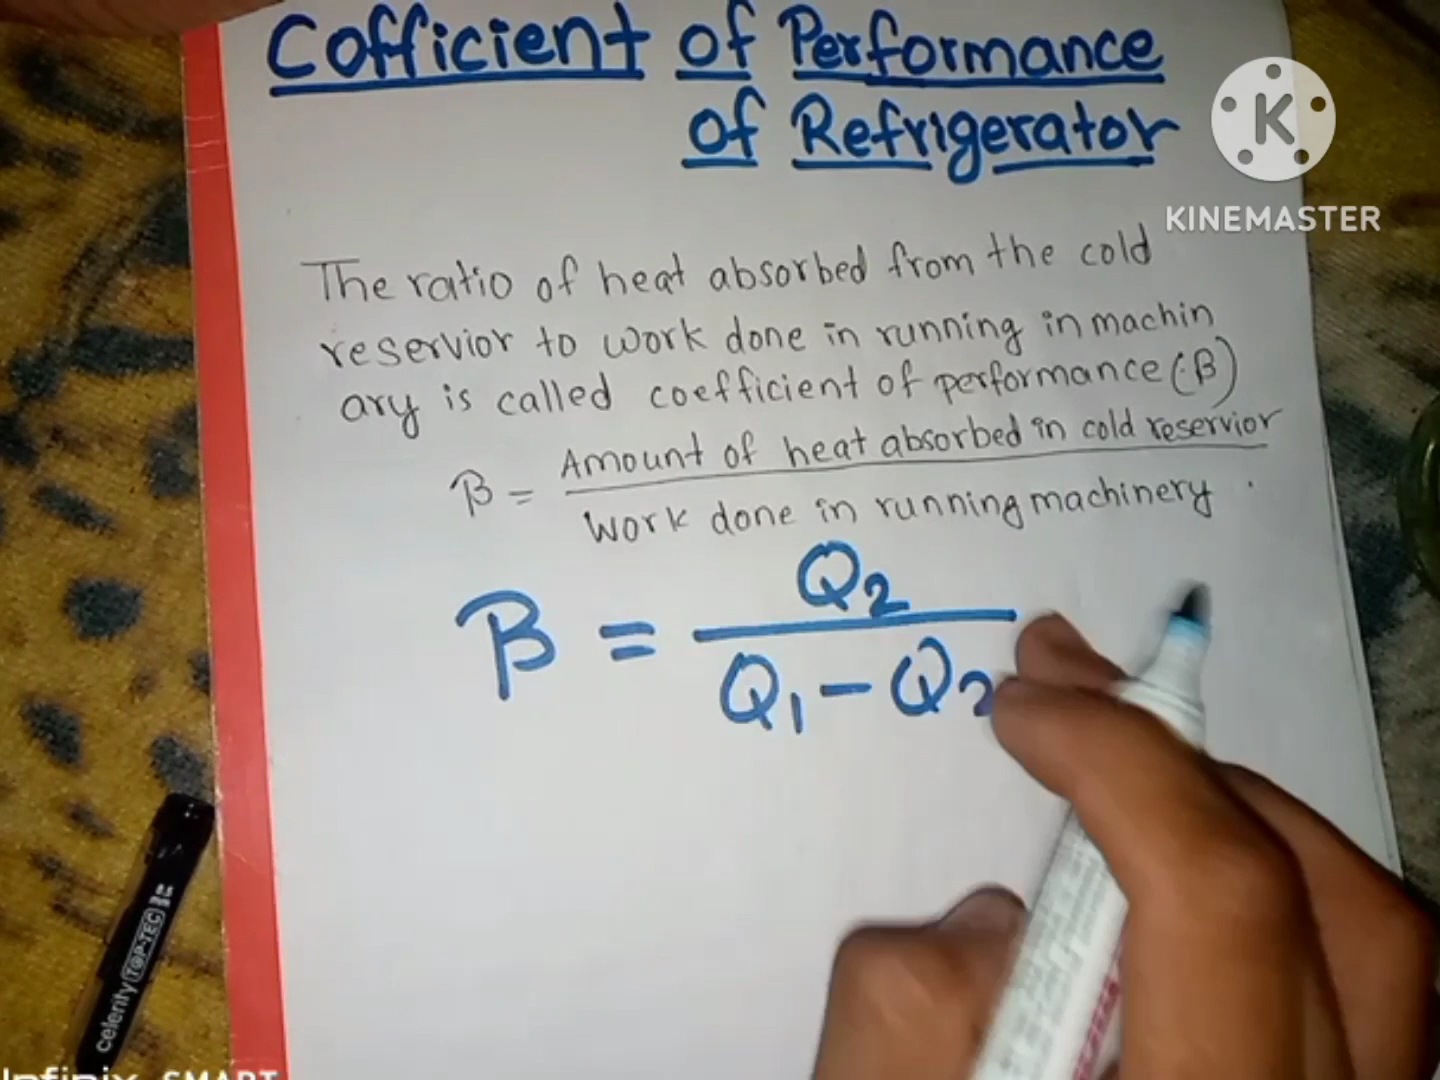 Cofficient of Performance
of Refrigerator
K
KINEMASTER
The ratio of heat absorbed from the cold
reservior to work done in running in machin
ary is called coefficient of performance (β)
β = Amount of heat absorbed in cold reservior
work done in running machinery .
β = Q2
Q1 - Q2
celerity TOP-TEC
Infinix SMART